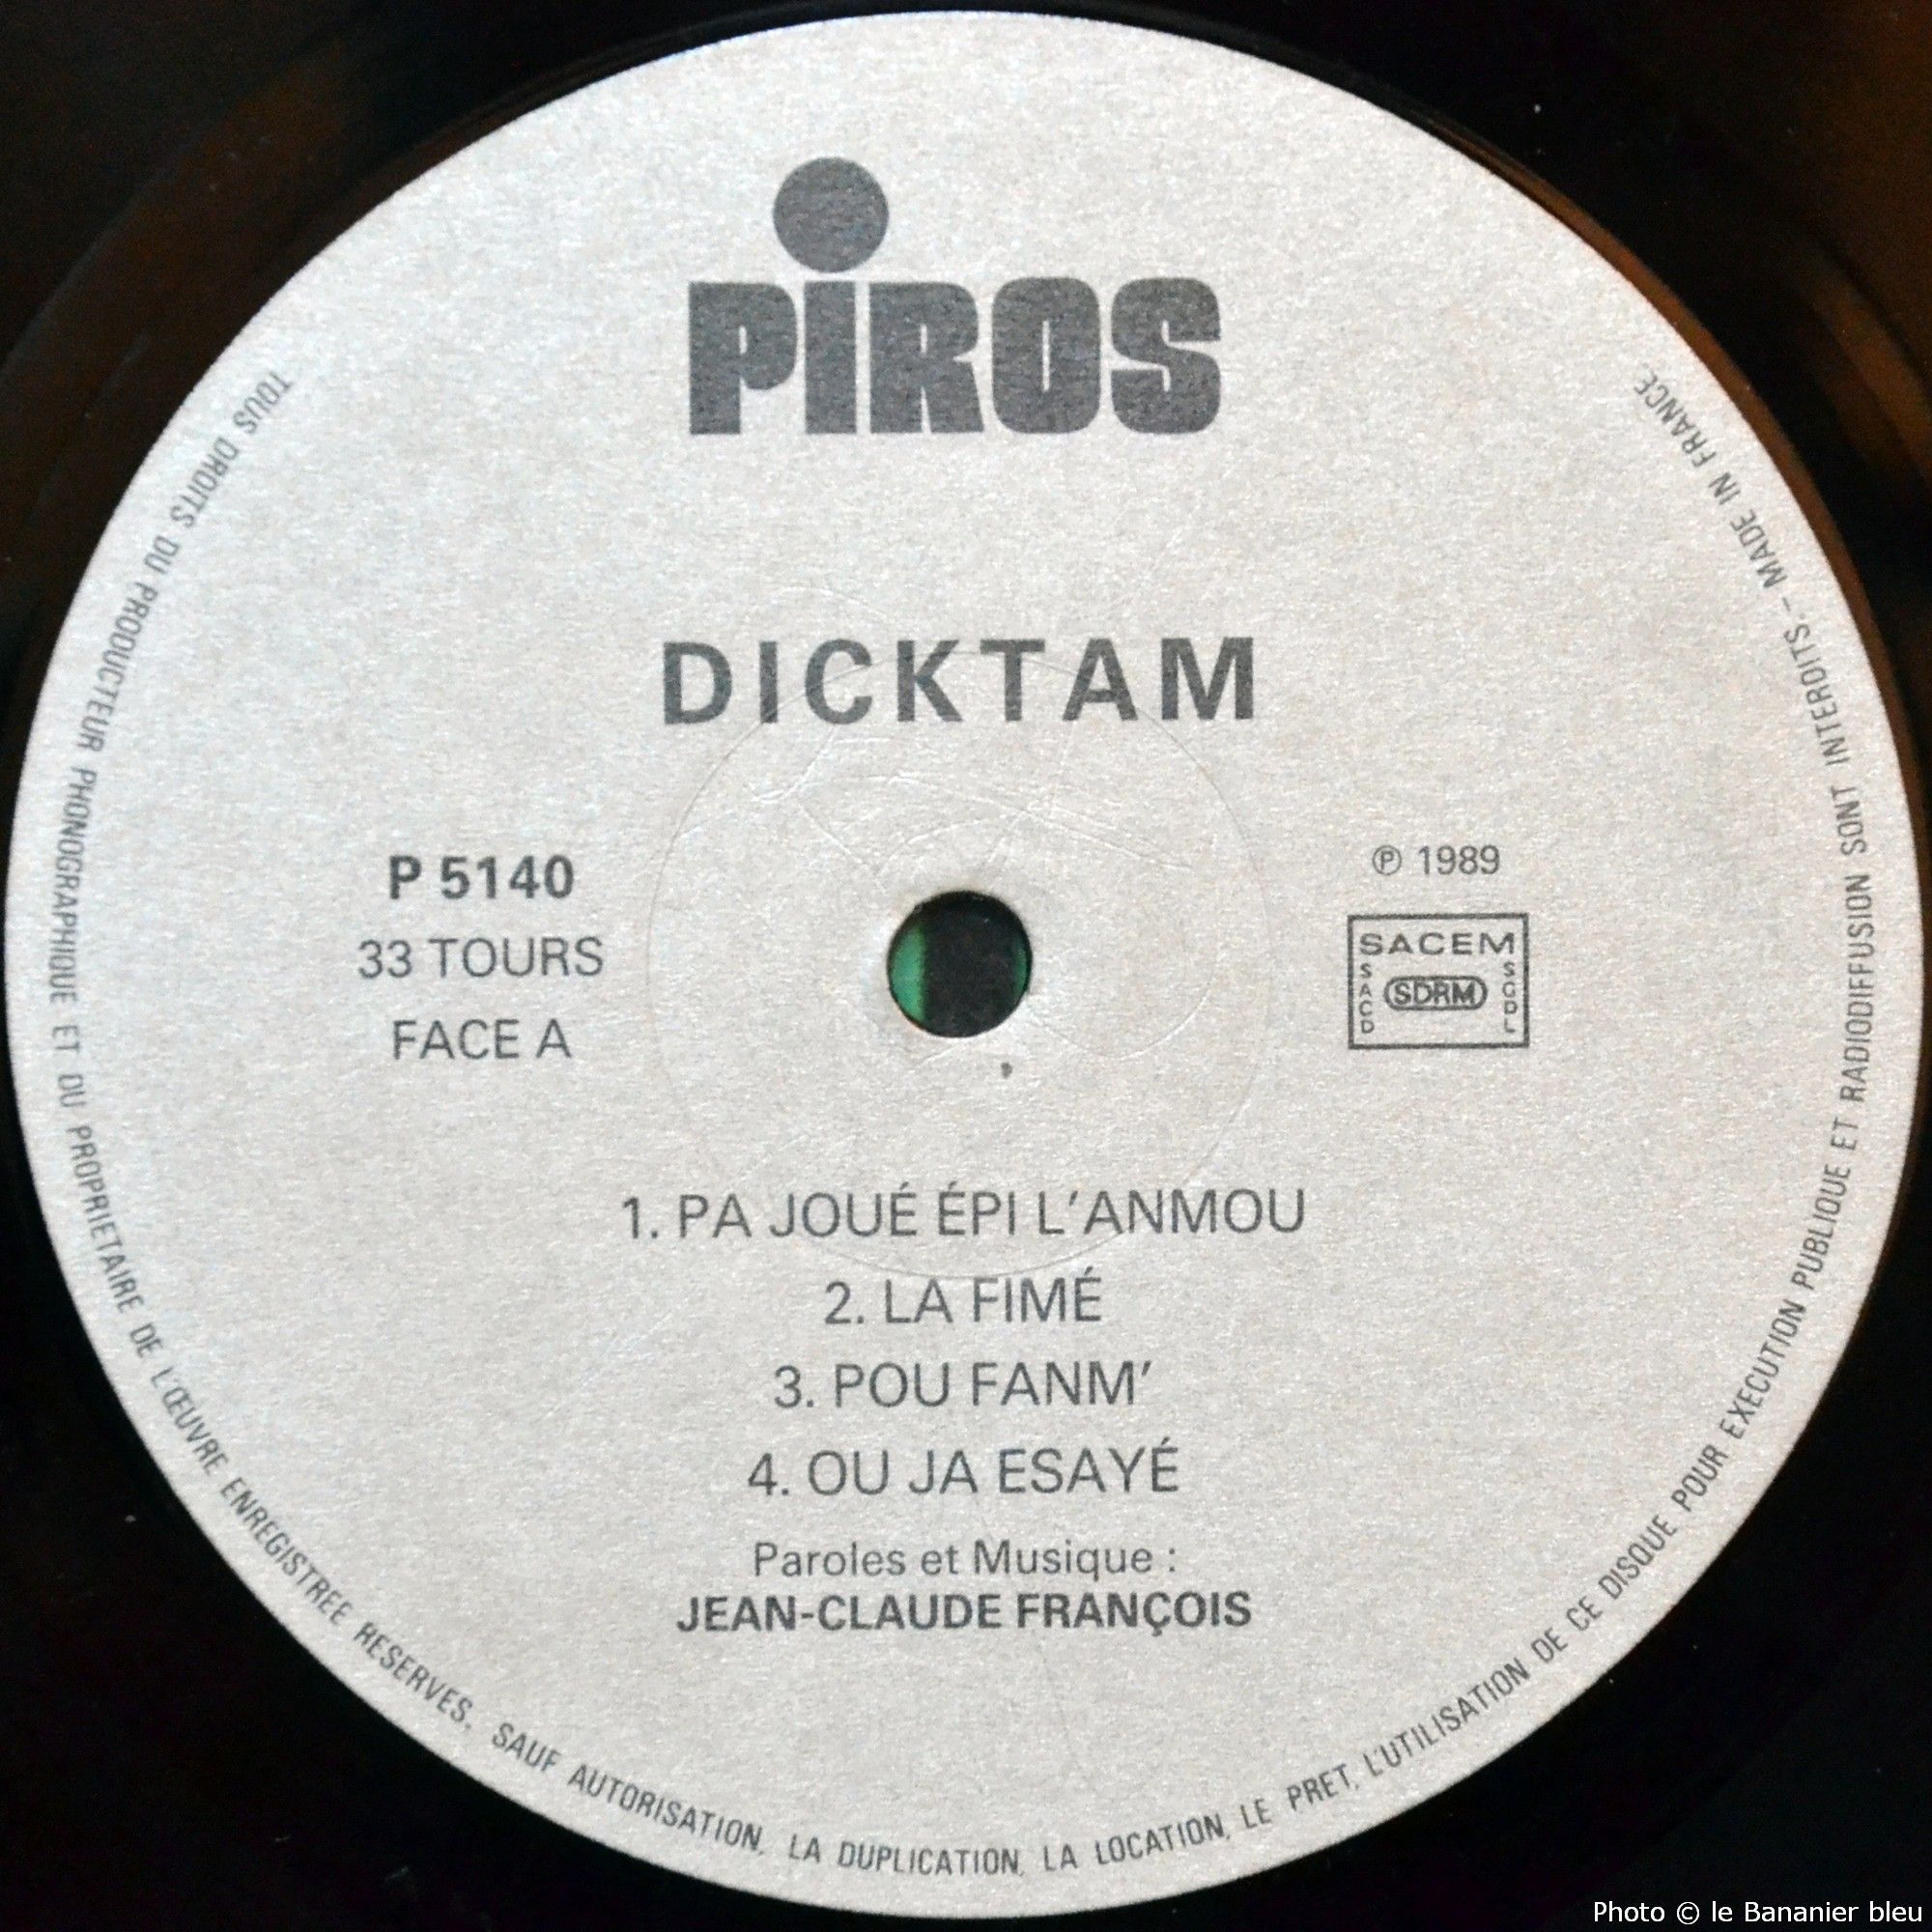 PiROS
DICKTAM
P 5140
33 TOURS
FACE A
℗ 1989
SACEM
SACD
SDRM
SGDL
1. PA JOUÉ ÉPI L'ANMOU
2. LA FIMÉ
3. POU FANM'
4. OU JA ESAYÉ
Paroles et Musique :
JEAN-CLAUDE FRANÇOIS
TOUS DROITS DU PRODUCTEUR PHONOGRAPHIQUE ET DU PROPRIETAIRE DE L'ŒUVRE ENREGISTREE RESERVES, SAUF AUTORISATION, LA DUPLICATION, LA LOCATION, LE PRET, L'UTILISATION DE CE DISQUE POUR EXECUTION PUBLIQUE ET RADIODIFFUSION SONT INTERDITS. - MADE IN FRANCE
Photo © le Bananier bleu